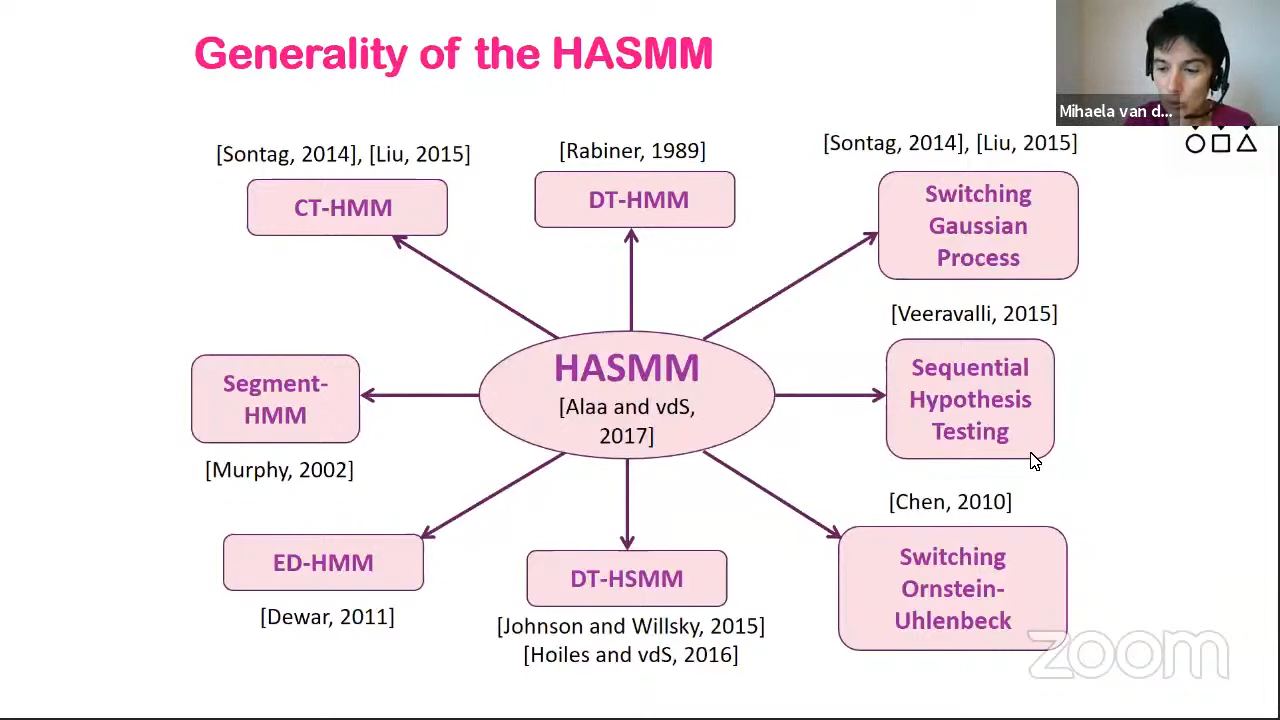 Generality of the HASMM
Mihaela van d...
[Sontag, 2014], [Liu, 2015]
CT-HMM
[Rabiner, 1989]
DT-HMM
[Sontag, 2014], [Liu, 2015]
Switching
Gaussian
Process
[Veeravalli, 2015]
Sequential
Hypothesis
Testing
HASMM
[Alaa and vdS,
2017]
Segment-
HMM
[Murphy, 2002]
[Chen, 2010]
Switching
Ornstein-
Uhlenbeck
ED-HMM
[Dewar, 2011]
DT-HSMM
[Johnson and Willsky, 2015]
[Hoiles and vdS, 2016]
zoom